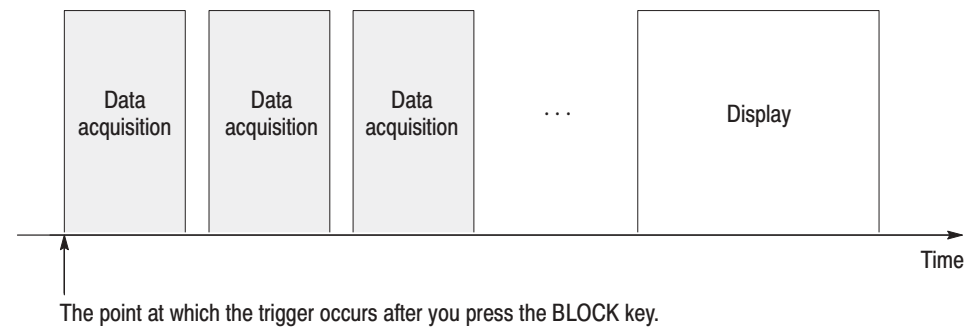 Data
acquisition
Data
acquisition
Data
acquisition
. . .
Display
Time
The point at which the trigger occurs after you press the BLOCK key.